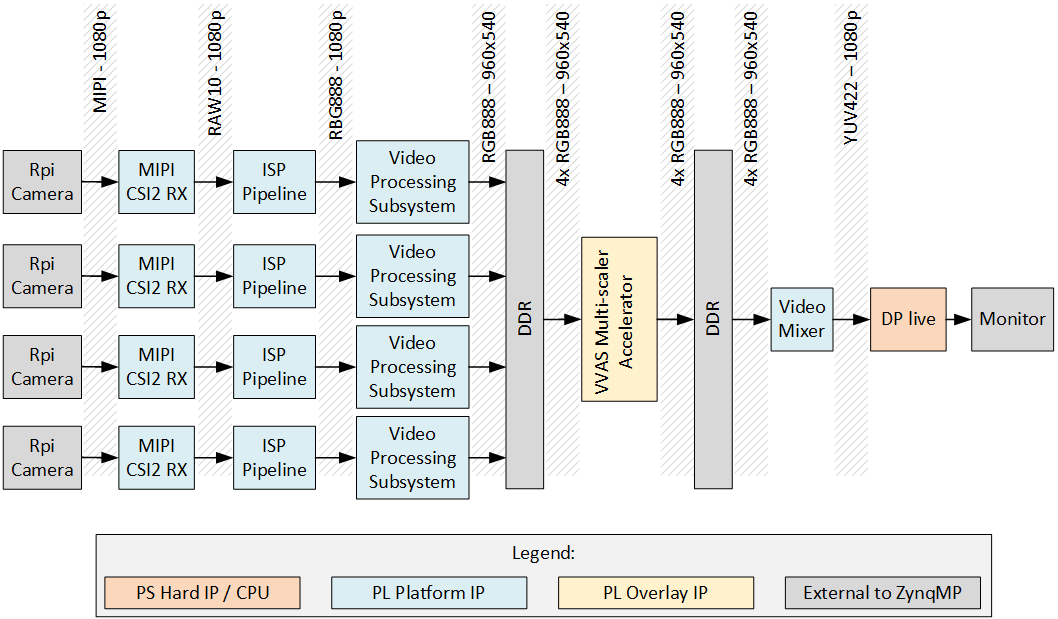 MIPI - 1080p
RAW10 - 1080p
RBG888 - 1080p
RGB888 – 960x540
4x RGB888 – 960x540
4x RGB888 – 960x540
4x RGB888 – 960x540
YUV422 – 1080p
Rpi
Camera
MIPI
CSI2 RX
ISP
Pipeline
Video
Processing
Subsystem
Rpi
Camera
MIPI
CSI2 RX
ISP
Pipeline
Video
Processing
Subsystem
Rpi
Camera
MIPI
CSI2 RX
ISP
Pipeline
Video
Processing
Subsystem
Rpi
Camera
MIPI
CSI2 RX
ISP
Pipeline
Video
Processing
Subsystem
DDR
VVAS Multi-scaler
Accelerator
DDR
Video
Mixer
DP live
Monitor
Legend:
PS Hard IP / CPU
PL Platform IP
PL Overlay IP
External to ZynqMP